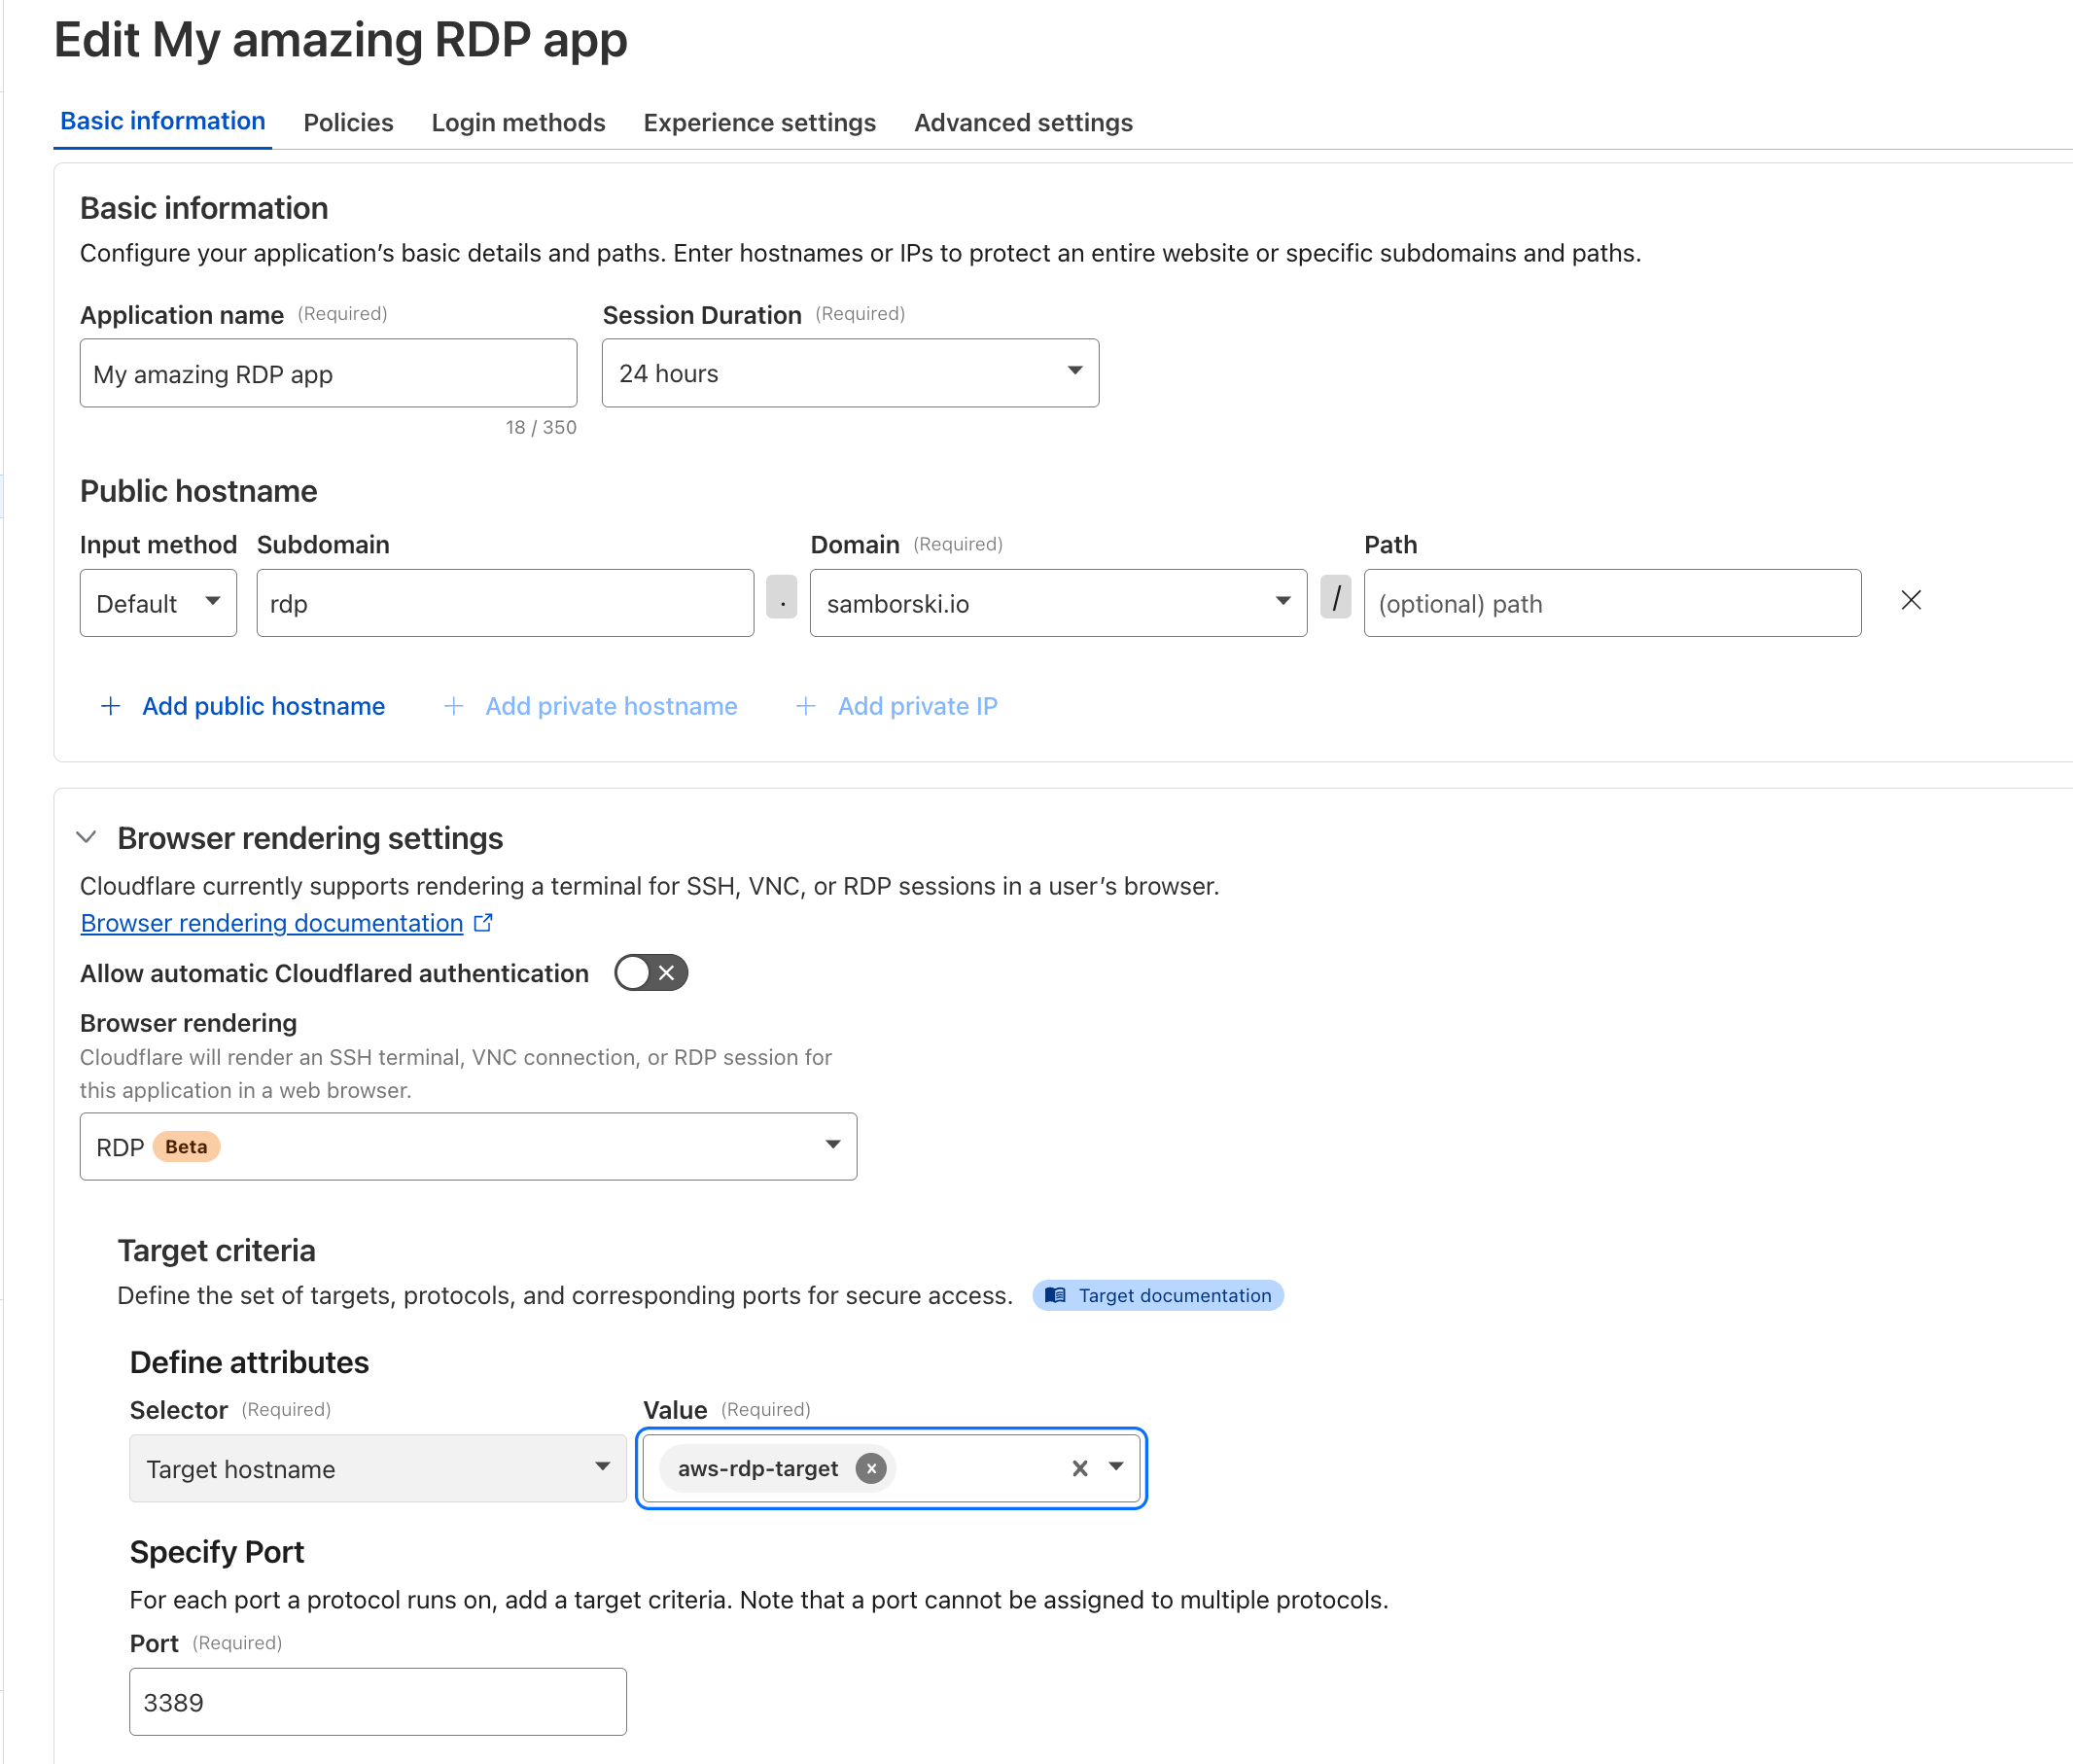 Edit My amazing RDP app
Basic information Policies Login methods Experience settings Advanced settings
Basic information
Configure your application’s basic details and paths. Enter hostnames or IPs to protect an entire website or specific subdomains and paths.
Application name (Required) Session Duration (Required)
My amazing RDP app 24 hours
18 / 350
Public hostname
Input method Subdomain Domain (Required) Path
Default rdp . samborski.io / (optional) path
+ Add public hostname + Add private hostname + Add private IP
Browser rendering settings
Cloudflare currently supports rendering a terminal for SSH, VNC, or RDP sessions in a user’s browser.
Browser rendering documentation
Allow automatic Cloudflared authentication
Browser rendering
Cloudflare will render an SSH terminal, VNC connection, or RDP session for
this application in a web browser.
RDP Beta
Target criteria
Define the set of targets, protocols, and corresponding ports for secure access. Target documentation
Define attributes
Selector (Required) Value (Required)
Target hostname aws-rdp-target
Specify Port
For each port a protocol runs on, add a target criteria. Note that a port cannot be assigned to multiple protocols.
Port (Required)
3389